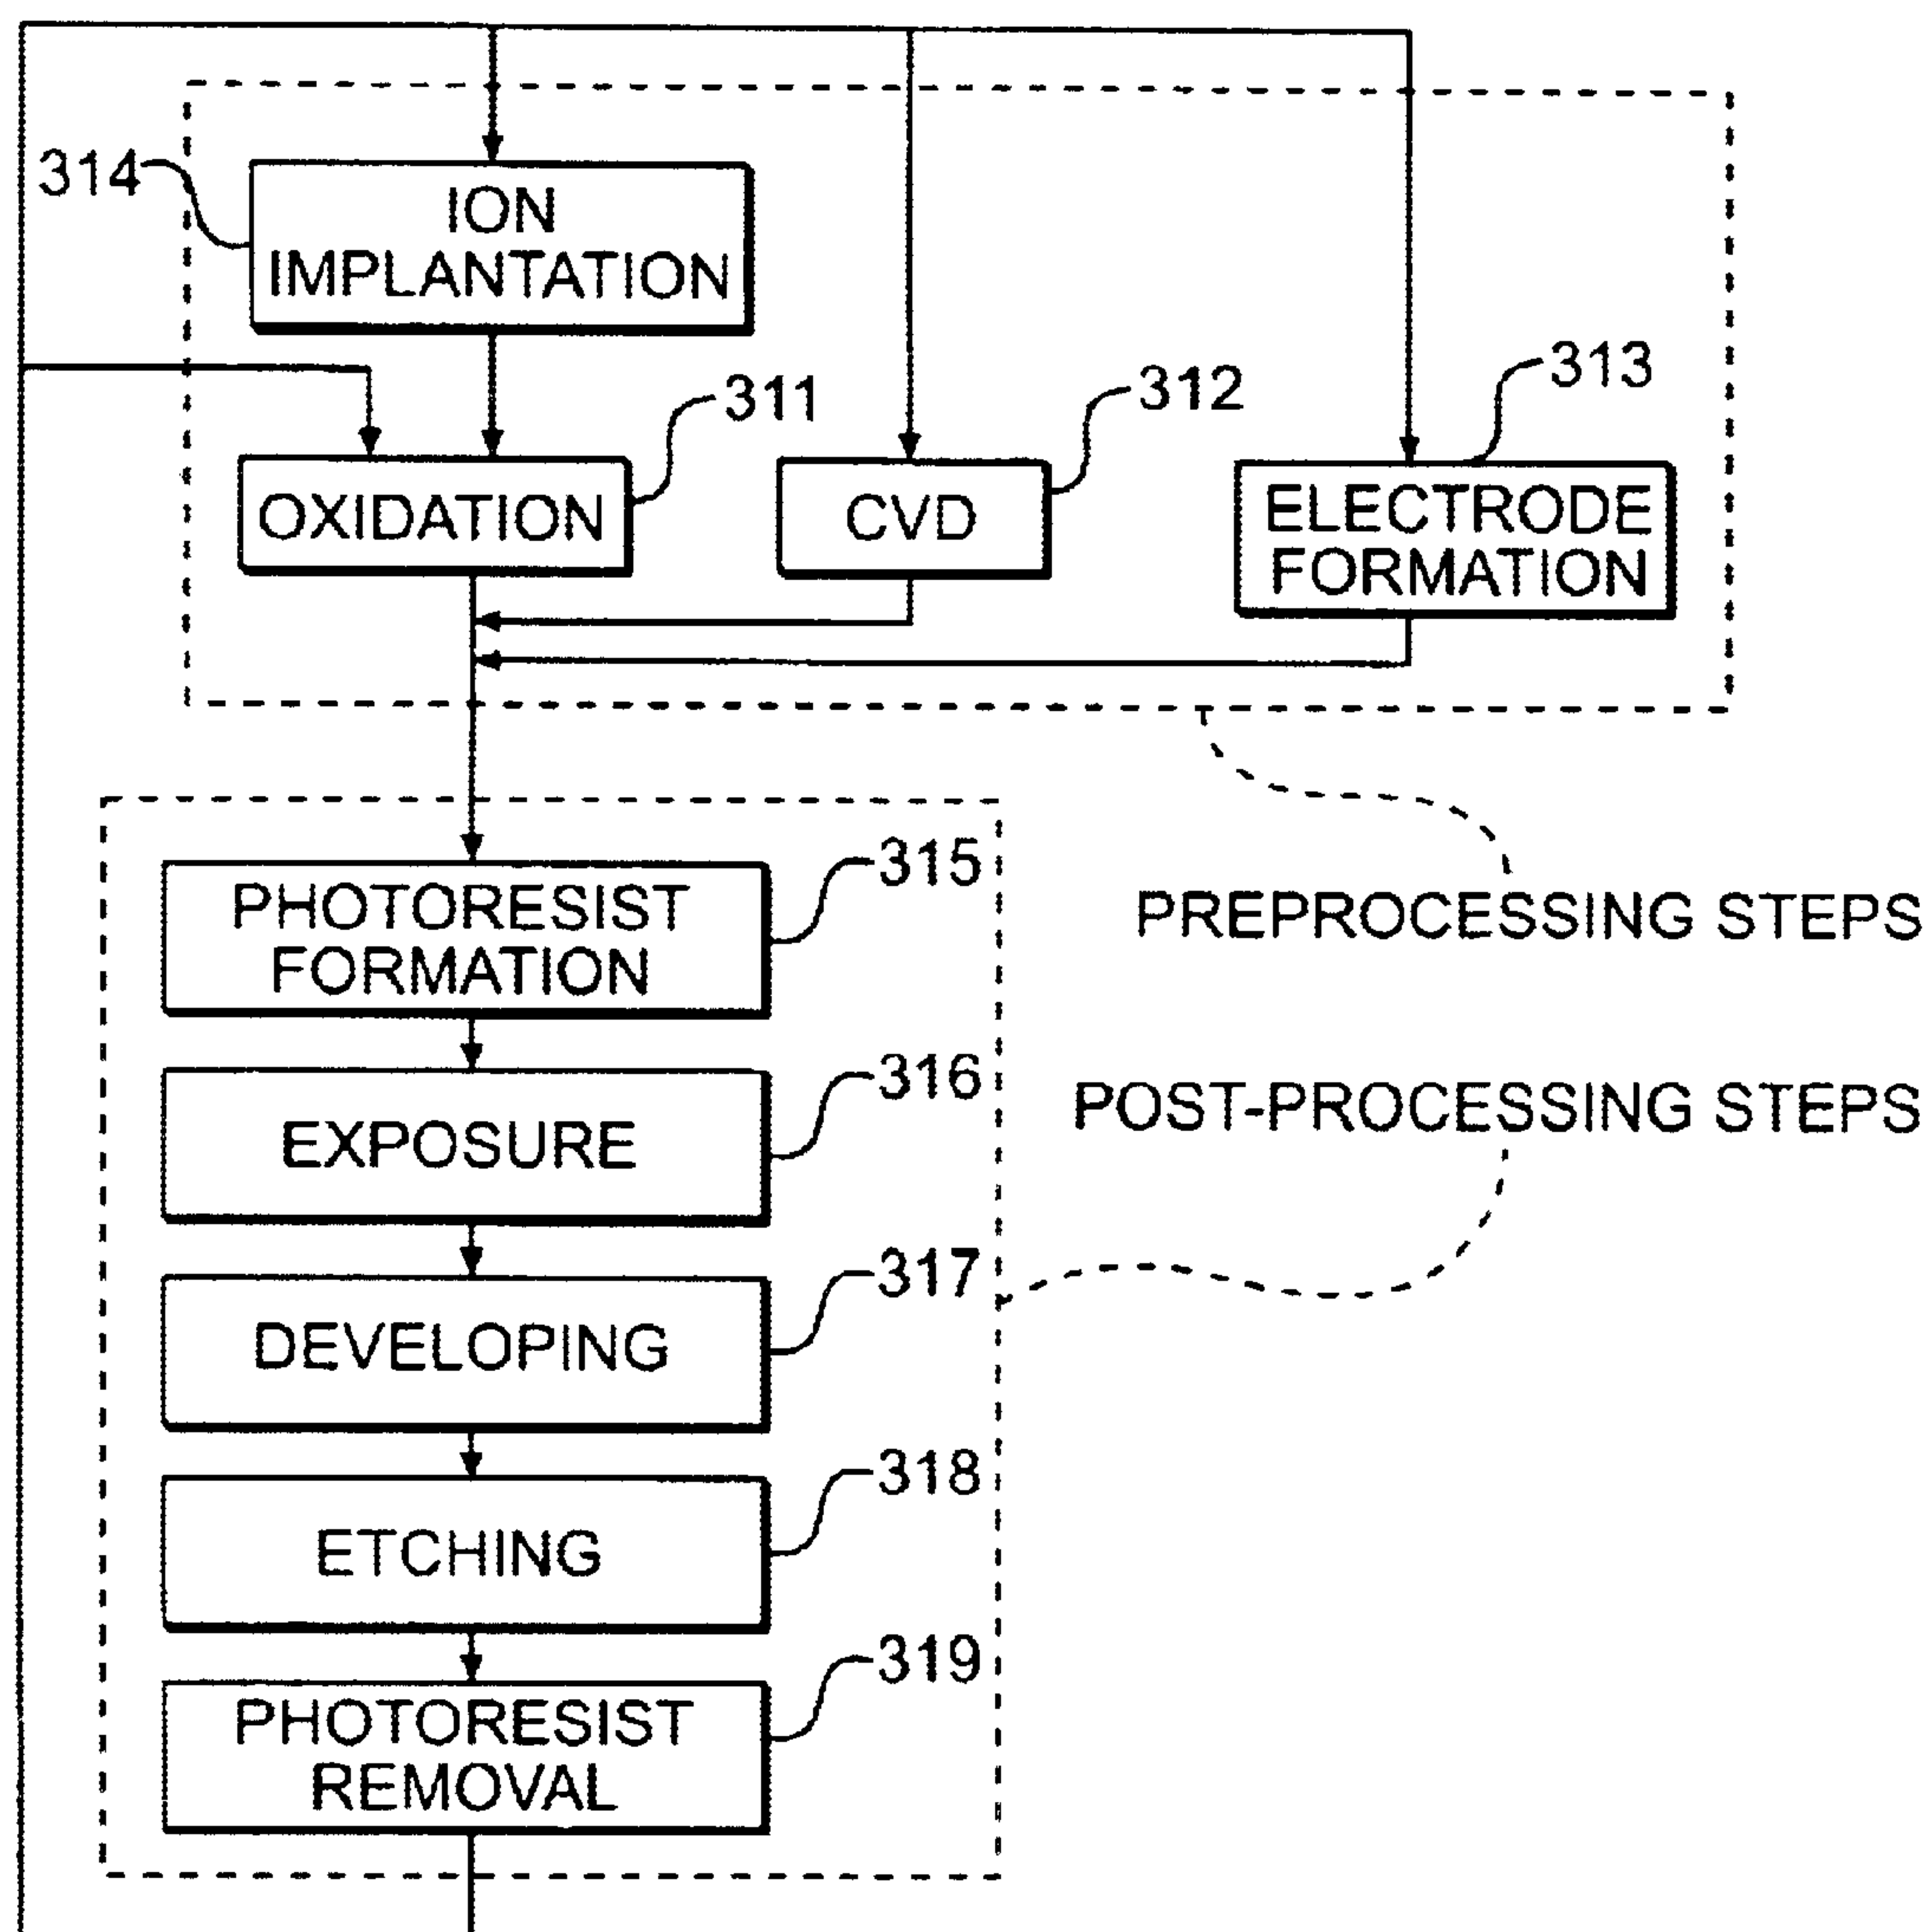 314
ION
IMPLANTATION
311
312
313
OXIDATION
CVD
ELECTRODE
FORMATION
315
PHOTORESIST
FORMATION
PREPROCESSING STEPS
316
EXPOSURE
POST-PROCESSING STEPS
317
DEVELOPING
318
ETCHING
319
PHOTORESIST
REMOVAL